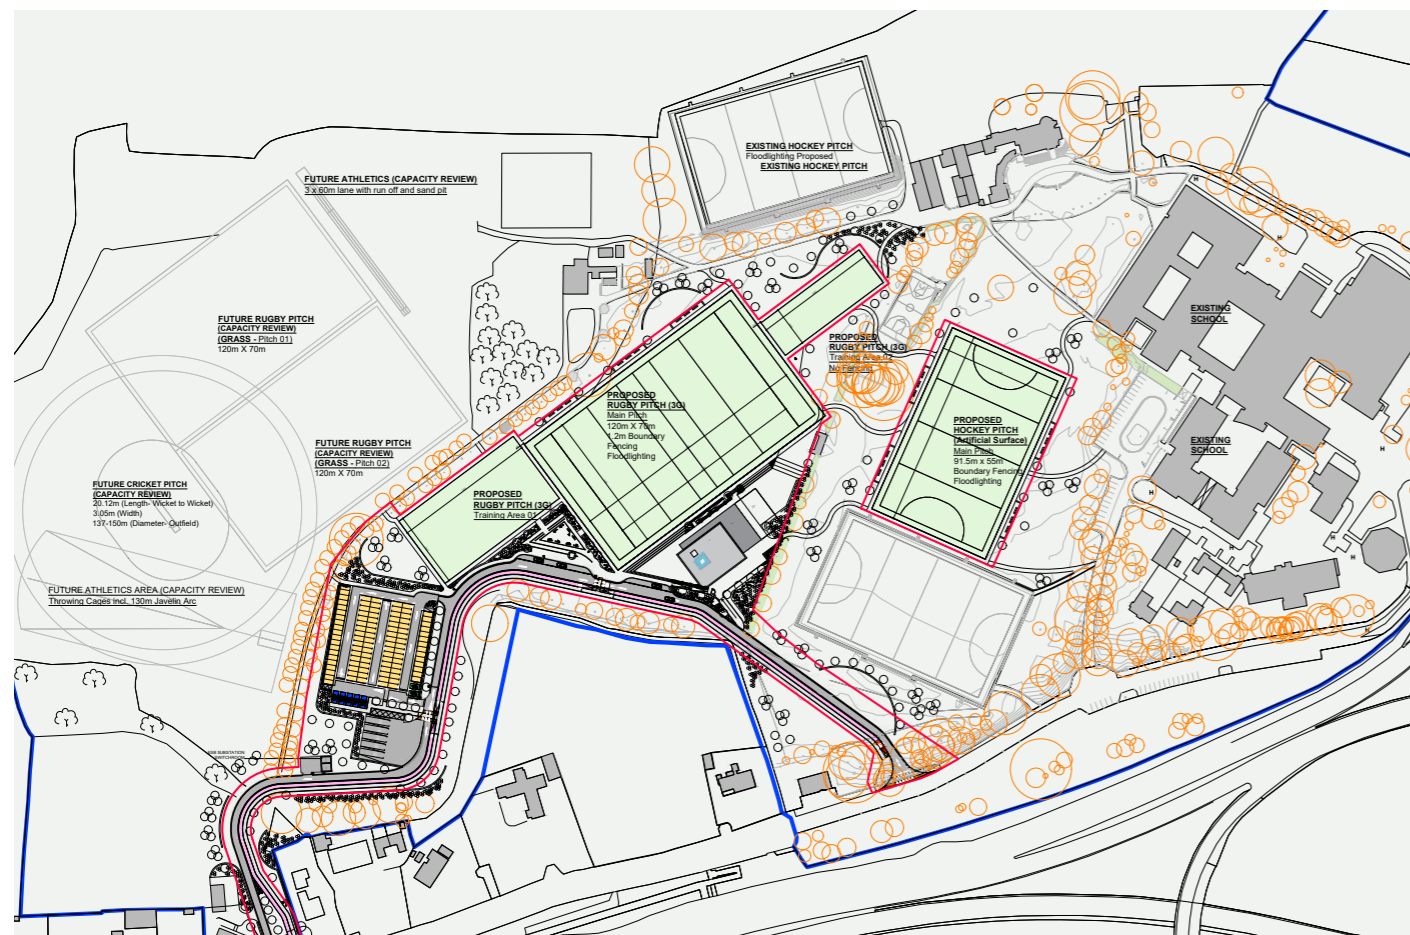 EXISTING HOCKEY PITCH
Floodlighting Proposed
EXISTING HOCKEY PITCH
FUTURE ATHLETICS (CAPACITY REVIEW)
3 x 60m lane with run off and sand pit
H
H
EXISTING
SCHOOL
FUTURE RUGBY PITCH
(CAPACITY REVIEW)
(GRASS - Pitch 01)
120m X 70m
PROPOSED
RUGBY PITCH (3G)
Training Area 02
No Fencing
PROPOSED
RUGBY PITCH (3G)
Main Pitch
120m X 70m
1.2m Boundary
Fencing
Floodlighting
PROPOSED
HOCKEY PITCH
(Artificial Surface)
Main Pitch
91.5m x 55m
Boundary Fencing
Floodlighting
EXISTING
SCHOOL
FUTURE RUGBY PITCH
(CAPACITY REVIEW)
(GRASS - Pitch 02)
120m X 70m
H
FUTURE CRICKET PITCH
(CAPACITY REVIEW)
20.12m (Length- Wicket to Wicket)
3.05m (Width)
137-150m (Diameter- Outfield)
PROPOSED
RUGBY PITCH (3G)
Training Area 01
H
H
H
H
H
FUTURE ATHLETICS AREA (CAPACITY REVIEW)
Throwing Cages incl. 130m Javelin Arc
H
ESB SUBSTATION
SWITCHROOM